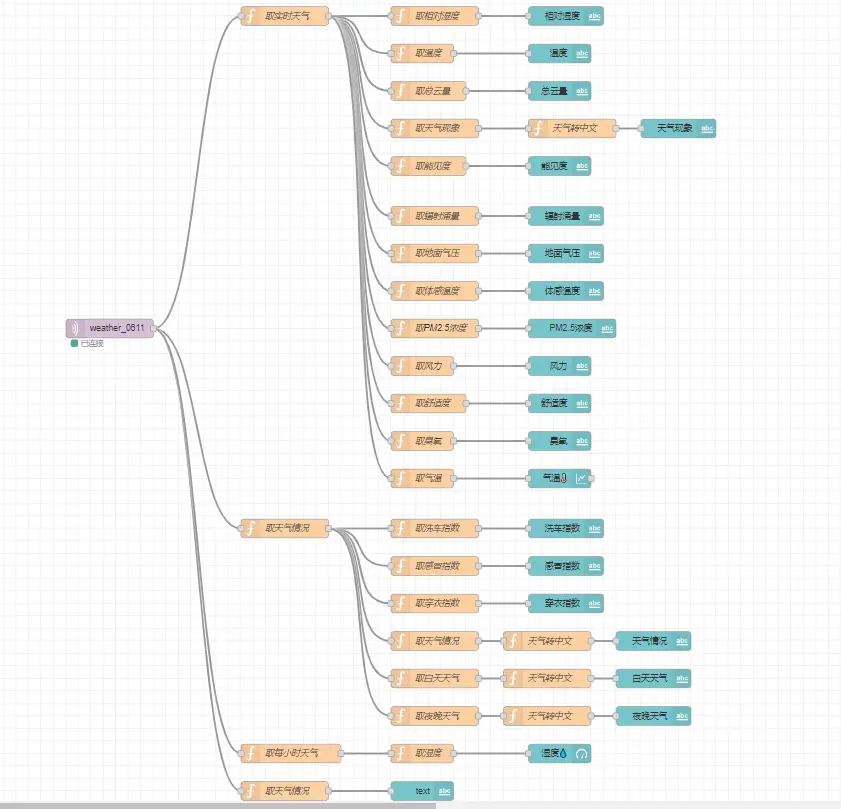 取实时天气 取相对湿度 相对湿度 abc
取温度 温度 abc
取总云量 总云量 abc
取天气现象 天气转中文 天气现象 abc
取能见度 能见度 abc
取辐射涌量 辐射涌量 abc
取地面气压 地面气压 abc
取体感温度 体感温度 abc
weather_0611 取PM2.5浓度 PM2.5浓度 abc
已连接
取风力 风力 abc
取舒适度 舒适度 abc
取臭氧 臭氧 abc
取气温 气温🌡
取天气情况 取洗车指数 洗车指数 abc
取感冒指数 感冒指数 abc
取穿衣指数 穿衣指数 abc
取天气情况 天气转中文 天气情况 abc
取白天天气 天气转中文 白天天气 abc
取夜晚天气 天气转中文 夜晚天气 abc
取每小时天气 取湿度 湿度💧
取天气情况 text abc